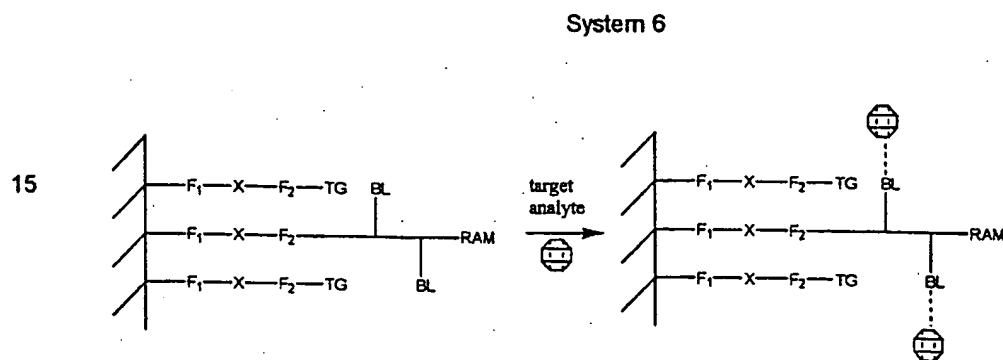 System 6
15
F₁—X—F₂—TG
BL
F₁—X—F₂
RAM
F₁—X—F₂—TG
BL
target
analyte
F₁—X—F₂—TG
BL
F₁—X—F₂
RAM
F₁—X—F₂—TG
BL